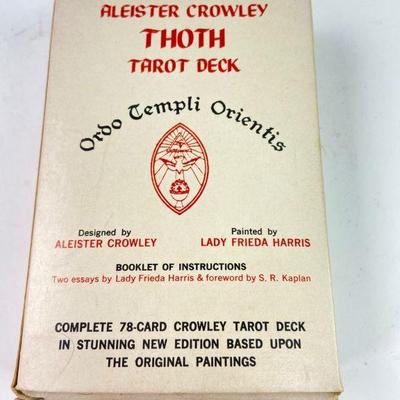 ALEISTER CROWLEY
THOTH
TAROT DECK
Ordo Templi Orientis
Designed by
ALEISTER CROWLEY
Painted by
LADY FRIEDA HARRIS
BOOKLET OF INSTRUCTIONS
Two essays by Lady Frieda Harris & foreword by S. R. Kaplan
COMPLETE 78-CARD CROWLEY TAROT DECK
IN STUNNING NEW EDITION BASED UPON
THE ORIGINAL PAINTINGS